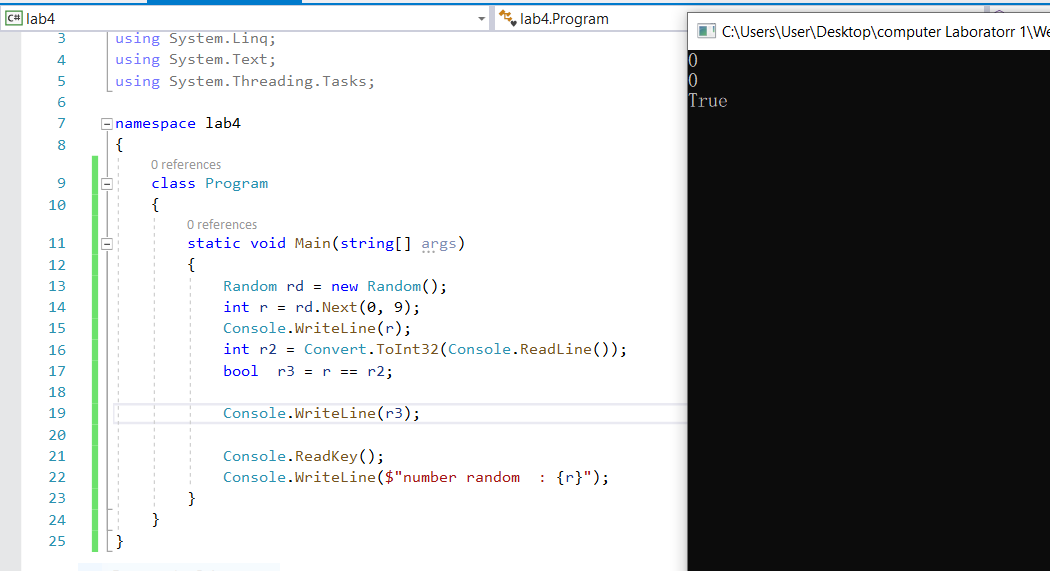 C# lab4
lab4.Program
C:\Users\User\Desktop\computer Laboratorr 1\We
3 using System.Linq;
4 using System.Text;
5 using System.Threading.Tasks;
6
7 namespace lab4
8 {
0 references
9 class Program
10 {
0 references
11 static void Main(string[] args)
12 {
13 Random rd = new Random();
14 int r = rd.Next(0, 9);
15 Console.WriteLine(r);
16 int r2 = Convert.ToInt32(Console.ReadLine());
17 bool  r3 = r == r2;
18
19 Console.WriteLine(r3);
20
21 Console.ReadKey();
22 Console.WriteLine($"number random  : {r}");
23 }
24 }
25 }
0
0
True